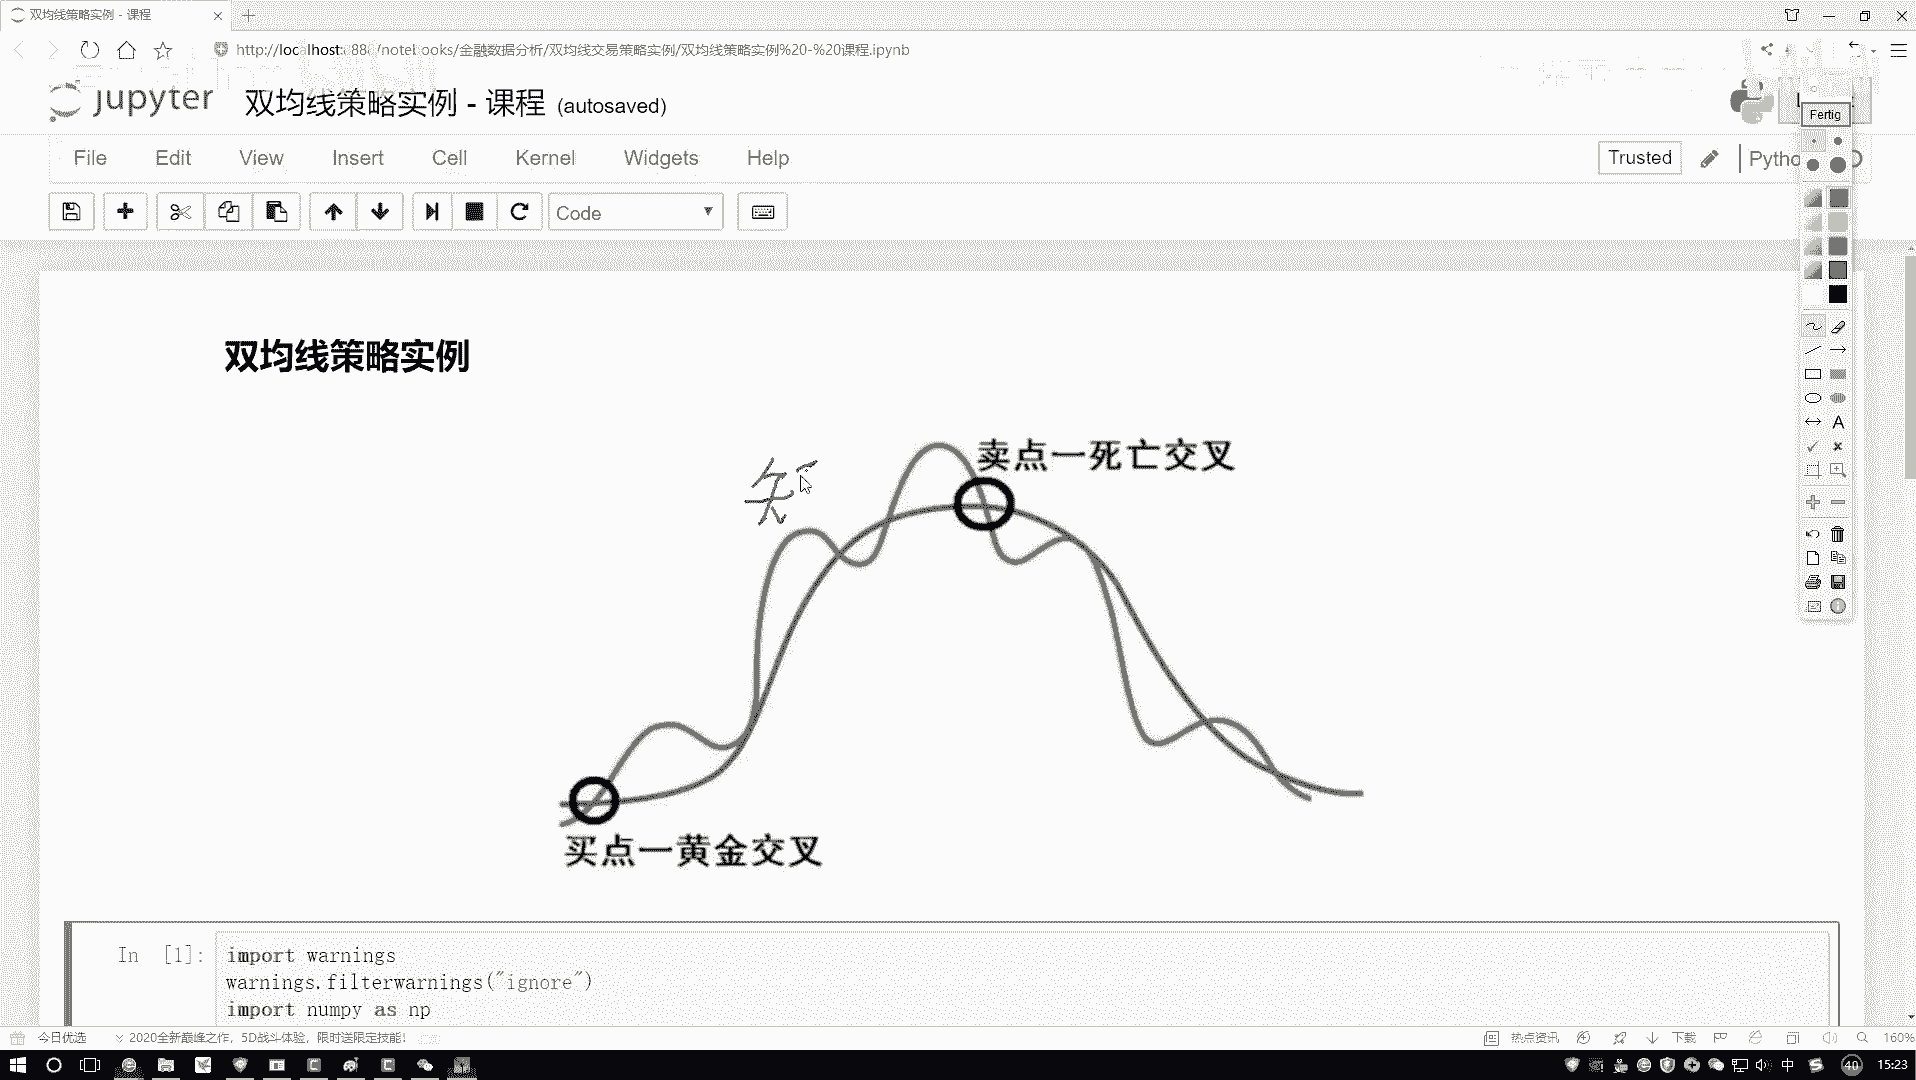 双均线策略实例 - 课程
http://localhost:888/notebooks/金融数据分析/双均线交易策略实例/双均线策略实例%20-%20课程.ipynb
jupyter 双均线策略实例 - 课程 (autosaved)
Fertig
File Edit View Insert Cell Kernel Widgets Help
Trusted
Code
双均线策略实例
卖点一死亡交叉
买点一黄金交叉
In [1]: import warnings
warnings.filterwarnings("ignore")
import numpy as np
今日优选 2020全新巅峰之作，5D战斗体验，限时送限定技能！ 热点资讯 下载 160%
中 40 15:23